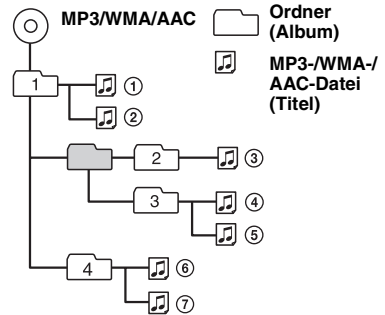 MP3/WMA/AAC
Ordner
(Album)
MP3-/WMA-/
AAC-Datei
(Titel)
1
①
②
2
③
3
④
⑤
4
⑥
⑦